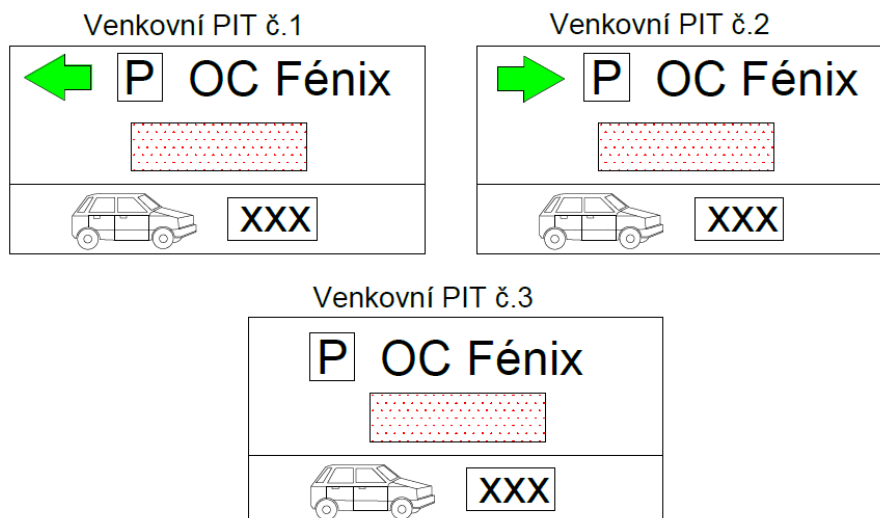 Venkovní PIT č.1
P OC Fénix
xxx
Venkovní PIT č.2
P OC Fénix
xxx
Venkovní PIT č.3
P OC Fénix
xxx